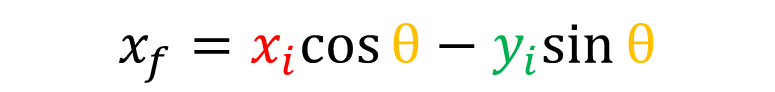 x_f = x_i cos θ − y_i sin θ